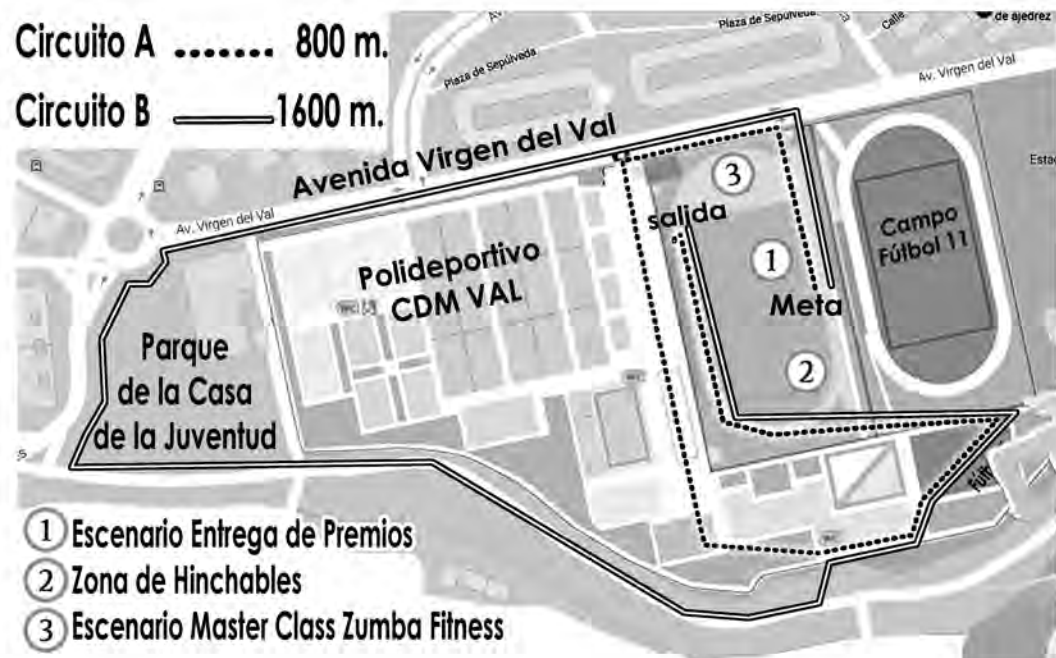 Circuito A 800 m.
Circuito B 1600 m.
Av.
Plaza de Sepúlveda
Plaza de Sepúlveda
Calle
de ajedrez
Av. Virgen del Val
Avenida Virgen del Val
Av. Virgen del Val
3
salida
Campo
Fútbol 11
Polideportivo
CDM VAL
1
Meta
Parque
de la Casa
de la Juventud
2
1 Escenario Entrega de Premios
2 Zona de Hinchables
3 Escenario Master Class Zumba Fitness